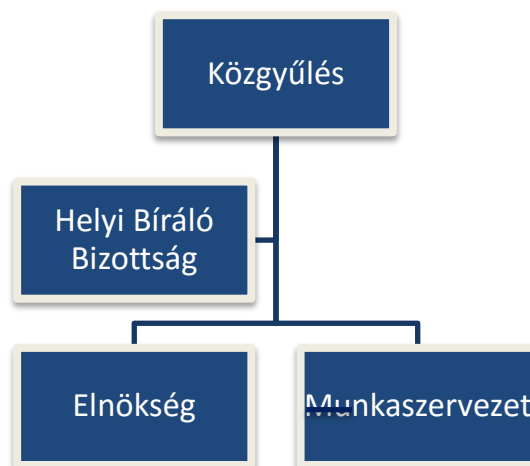 Közgyűlés
Helyi Bíráló
Bizottság
Elnökség
Munkaszervezet